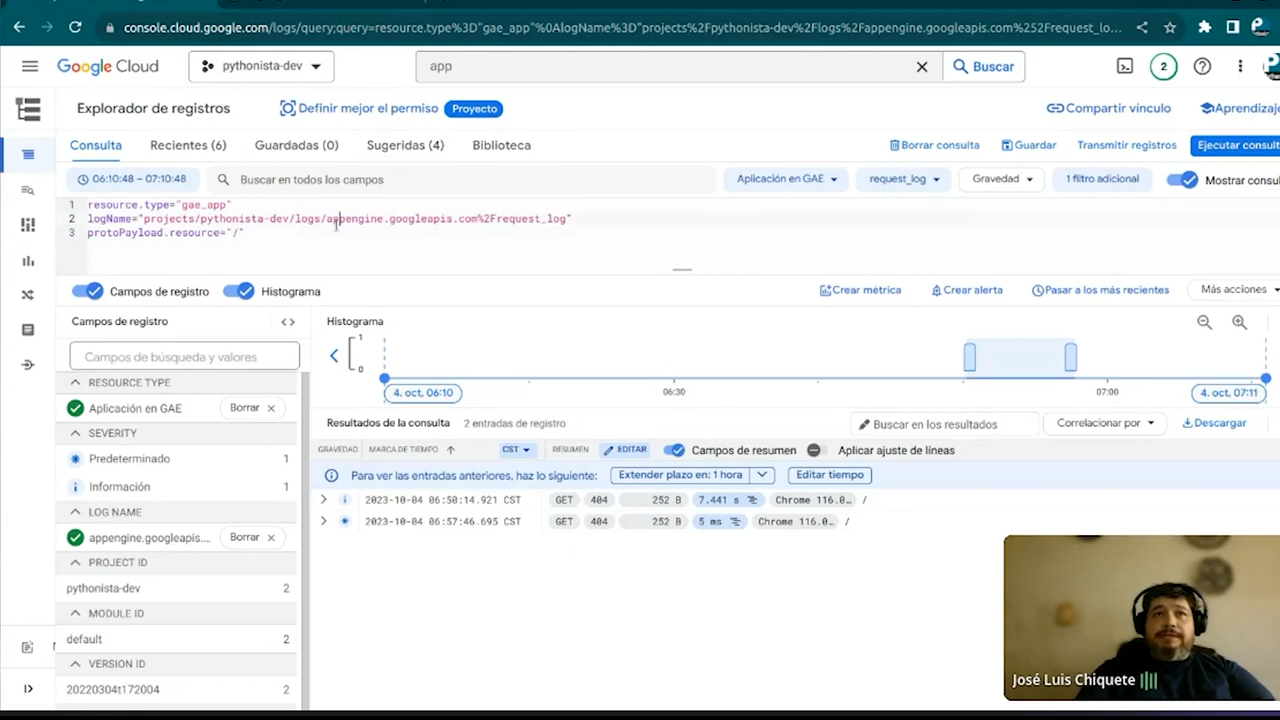 console.cloud.google.com/logs/query;query=resource.type%3D"gae_app"%0AlogName%3D"projects%2Fpythonista-dev%2Flogs%2Fappengine.googleapis.com%252Frequest_lo...
Google Cloud pythonista-dev app Buscar 2
Explorador de registros Definir mejor el permiso Proyecto Compartir vínculo Aprendizaje
Consulta Recientes (6) Guardadas (0) Sugeridas (4) Biblioteca Borrar consulta Guardar Transmitir registros Ejecutar consult
06:10:48 – 07:10:48 Buscar en todos los campos Aplicación en GAE request_log Gravedad 1 filtro adicional Mostrar consu
1 resource.type="gae_app"
2 logName="projects/pythonista-dev/logs/appengine.googleapis.com%2Frequest_log"
3 protoPayload.resource="/"
Campos de registro Histograma Crear métrica Crear alerta Pasar a los más recientes Más acciones
Campos de registro
Campos de búsqueda y valores
RESOURCE TYPE
Aplicación en GAE Borrar
SEVERITY
Predeterminado 1
Información 1
LOG NAME
appengine.googleapis.... Borrar
PROJECT ID
pythonista-dev 2
MODULE ID
default 2
VERSION ID
20220304t172004 2
Histograma
1
0
4. oct, 06:10 06:30 07:00 4. oct, 07:11
Resultados de la consulta 2 entradas de registro Buscar en los resultados Correlacionar por Descargar
GRAVEDAD MARCA DE TIEMPO CST RESUMEN EDITAR Campos de resumen Aplicar ajuste de líneas
Para ver las entradas anteriores, haz lo siguiente: Extender plazo en: 1 hora Editar tiempo
2023-10-04 06:50:14.921 CST GET 404 252 B 7.441 s Chrome 116.0... /
2023-10-04 06:57:46.695 CST GET 404 252 B 5 ms Chrome 116.0... /
José Luis Chiquete